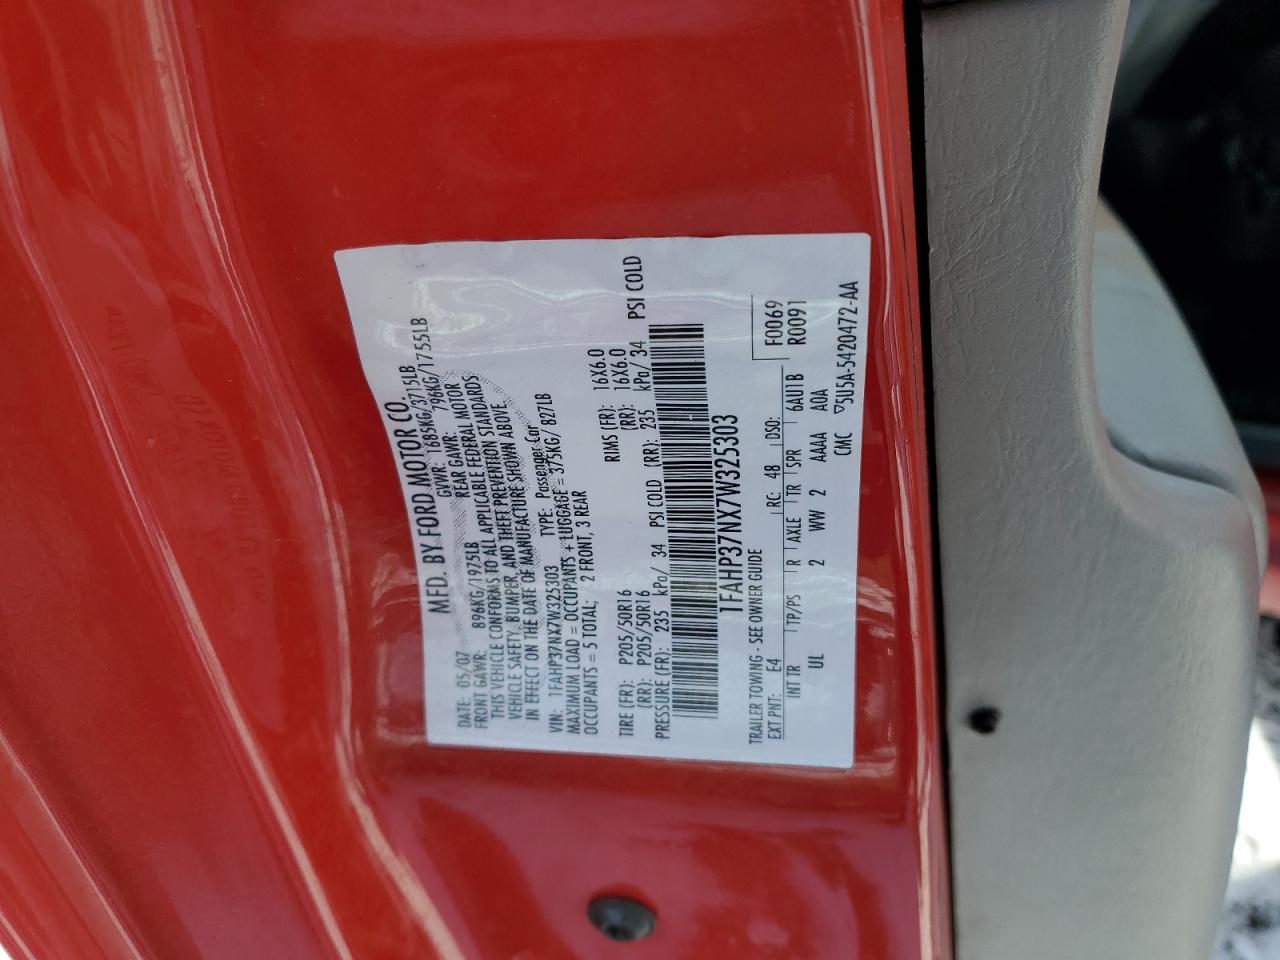 MFD. BY FORD MOTOR CO.
DATE: 05/07 GVWR: 1685KG/3715LB
FRONT GAWR: 896KG/1975LB REAR GAWR: 796KG/1755LB
THIS VEHICLE CONFORMS TO ALL APPLICABLE FEDERAL MOTOR
VEHICLE SAFETY, BUMPER, AND THEFT PREVENTION STANDARDS
IN EFFECT ON THE DATE OF MANUFACTURE SHOWN ABOVE.
VIN: 1FAHP37NX7W325303 TYPE: Passenger Car
MAXIMUM LOAD = OCCUPANTS + LUGGAGE = 375KG/ 827LB
OCCUPANTS = 5 TOTAL; 2 FRONT, 3 REAR
TIRE (FR): P205/50R16 RIMS (FR): 16X6.0
(RR): P205/50R16 (RR): 16X6.0
PRESSURE (FR): 235 kPa/ 34 PSI COLD (RR): 235 kPa/ 34 PSI COLD
1FAHP37NX7W325303
TRAILER TOWING - SEE OWNER GUIDE F0069
EXT PNT: E4 RC: 48 DSO: R0091
INT TR TP/PS R AXLE TR SPR 6AU1B
UL 2 WW 2 AAAA AOA
CMC ▽5U5A-5420472-AA